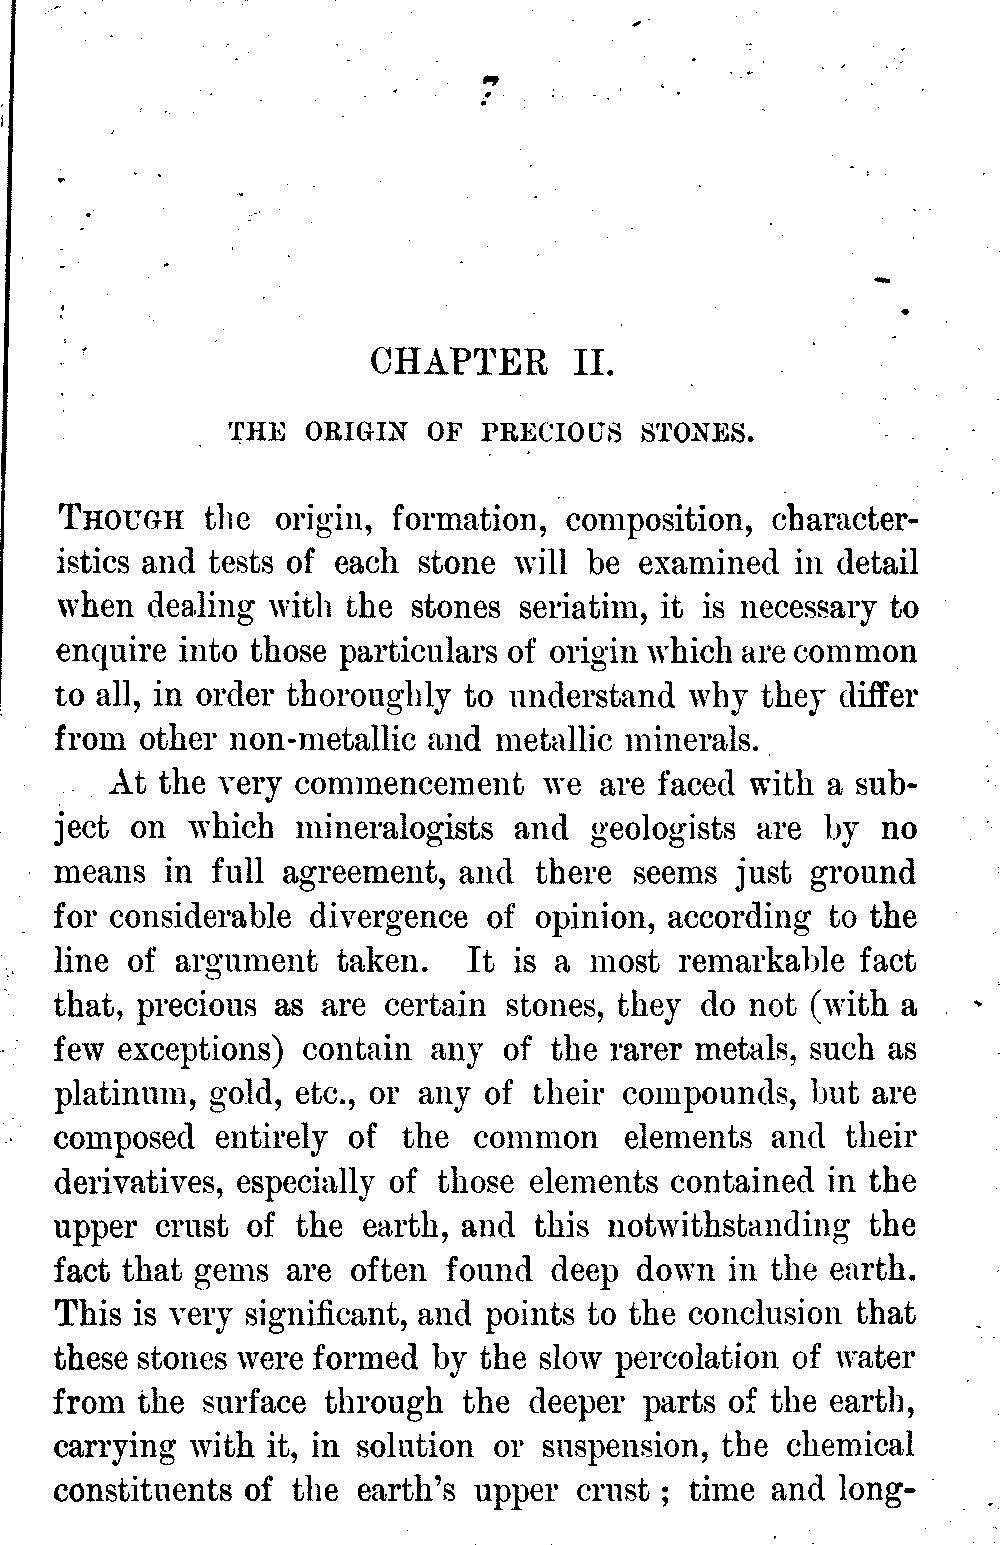 7
CHAPTER II.
THE ORIGIN OF PRECIOUS STONES.
THOUGH the origin, formation, composition, character-
istics and tests of each stone will be examined in detail
when dealing with the stones seriatim, it is necessary to
enquire into those particulars of origin which are common
to all, in order thoroughly to understand why they differ
from other non-metallic and metallic minerals.
At the very commencement we are faced with a sub-
ject on which mineralogists and geologists are by no
means in full agreement, and there seems just ground
for considerable divergence of opinion, according to the
line of argument taken. It is a most remarkable fact
that, precious as are certain stones, they do not (with a
few exceptions) contain any of the rarer metals, such as
platinum, gold, etc., or any of their compounds, but are
composed entirely of the common elements and their
derivatives, especially of those elements contained in the
upper crust of the earth, and this notwithstanding the
fact that gems are often found deep down in the earth.
This is very significant, and points to the conclusion that
these stones were formed by the slow percolation of water
from the surface through the deeper parts of the earth,
carrying with it, in solution or suspension, the chemical
constituents of the earth's upper crust ; time and long-